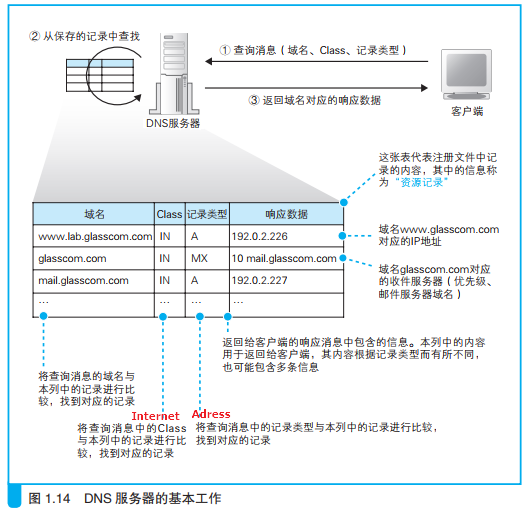 ② 从保存的记录中查找
① 查询消息（域名、Class、记录类型）
③ 返回域名对应的响应数据
DNS服务器
客户端
这张表代表注册文件中记
录的内容，其中的信息称
为“资源记录”
域名 Class 记录类型 响应数据
www.lab.glasscom.com IN A 192.0.2.226
glasscom.com IN MX 10 mail.glasscom.com
mail.glasscom.com IN A 192.0.2.227
… … … …
域名www.glasscom.com
对应的IP地址
域名glasscom.com对应
的收件服务器（优先级、
邮件服务器域名）
返回给客户端的响应消息中包含的信息。本列中的内容
用于返回给客户端，其内容根据记录类型而有所不同，
也可能包含多条信息
将查询消息的域名与
本列中的记录进行比
较，找到对应的记录
Internet
将查询消息中的Class
与本列中的记录进行比
较，找到对应的记录
Adress
将查询消息中的记录类型与本列中的记录进行比较，
找到对应的记录
图 1.14 DNS 服务器的基本工作